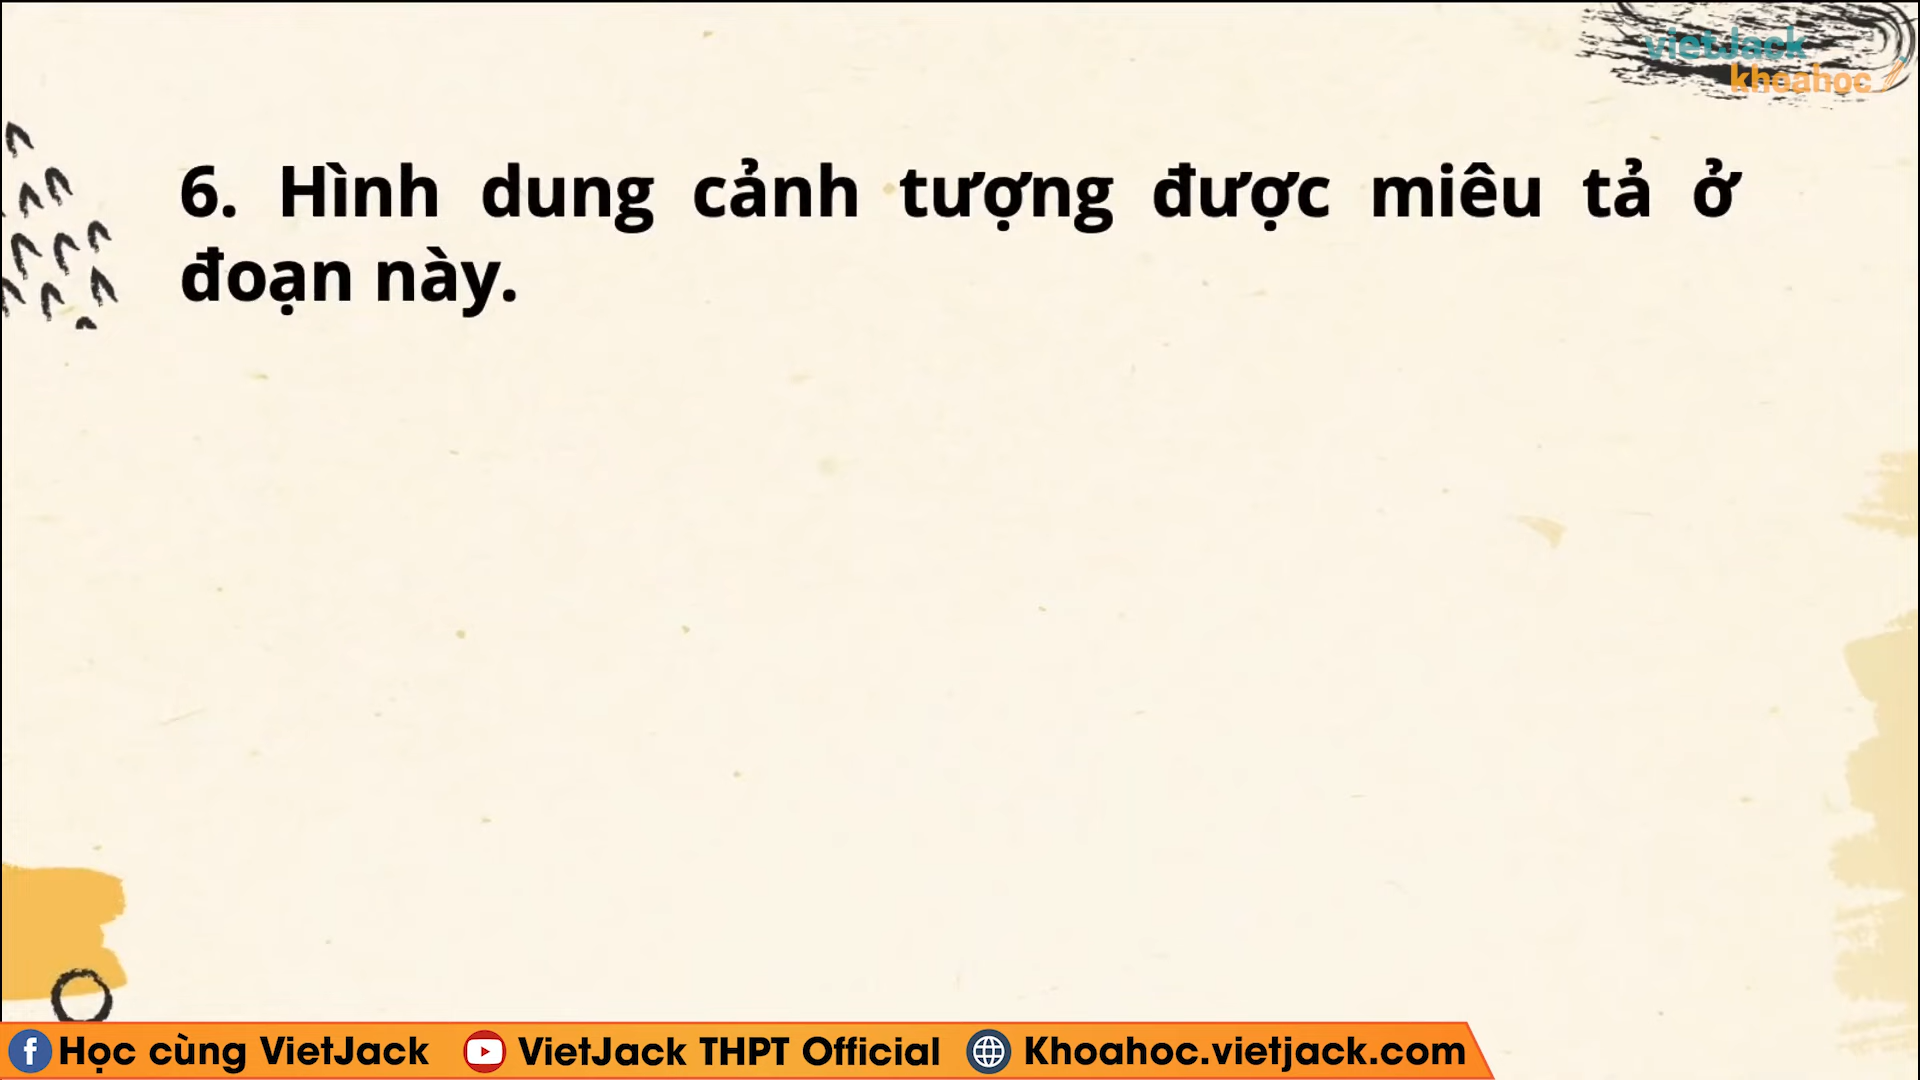 vietJack
khoahoc
6. Hình dung cảnh tượng được miêu tả ở
đoạn này.
Học cùng VietJack VietJack THPT Official Khoahoc.vietjack.com